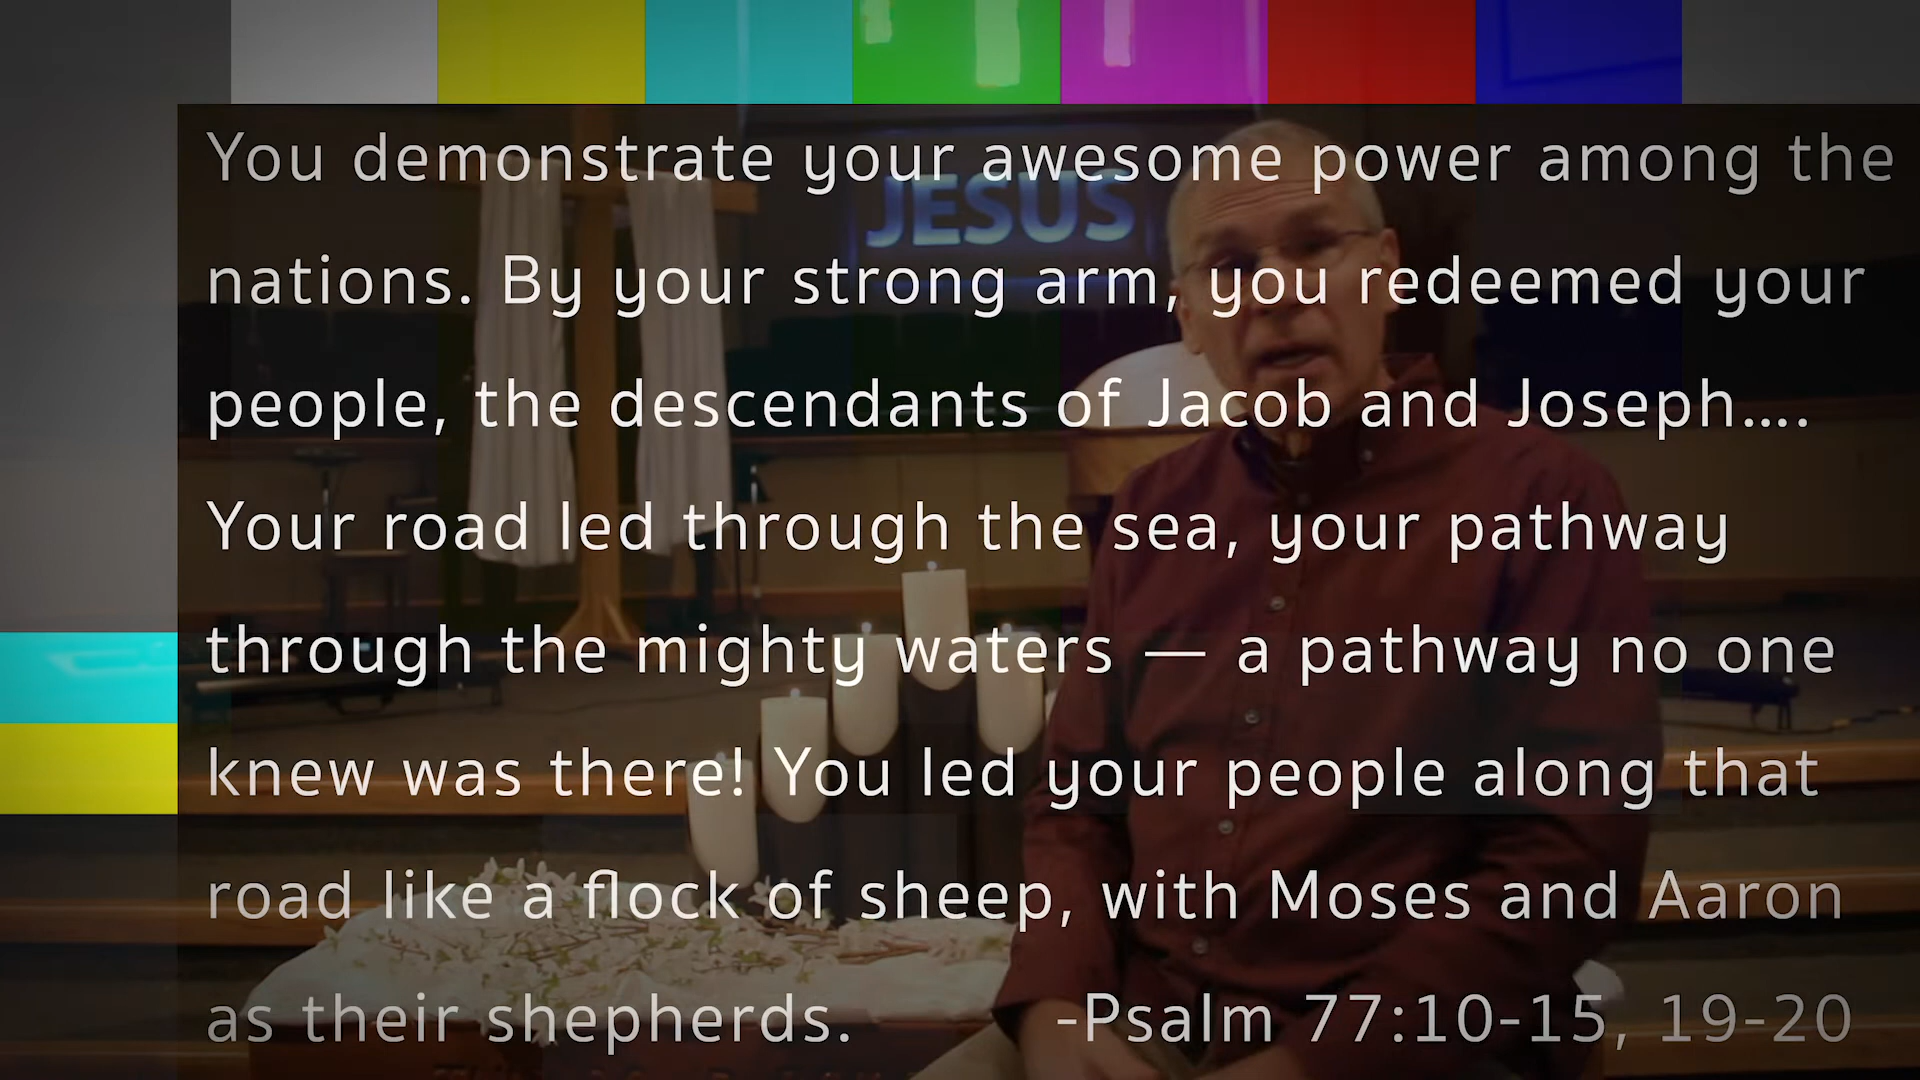 You demonstrate your awesome power among the
JESUS
nations. By your strong arm, you redeemed your
people, the descendants of Jacob and Joseph....
Your road led through the sea, your pathway
through the mighty waters — a pathway no one
knew was there! You led your people along that
road like a flock of sheep, with Moses and Aaron
as their shepherds. -Psalm 77:10-15, 19-20